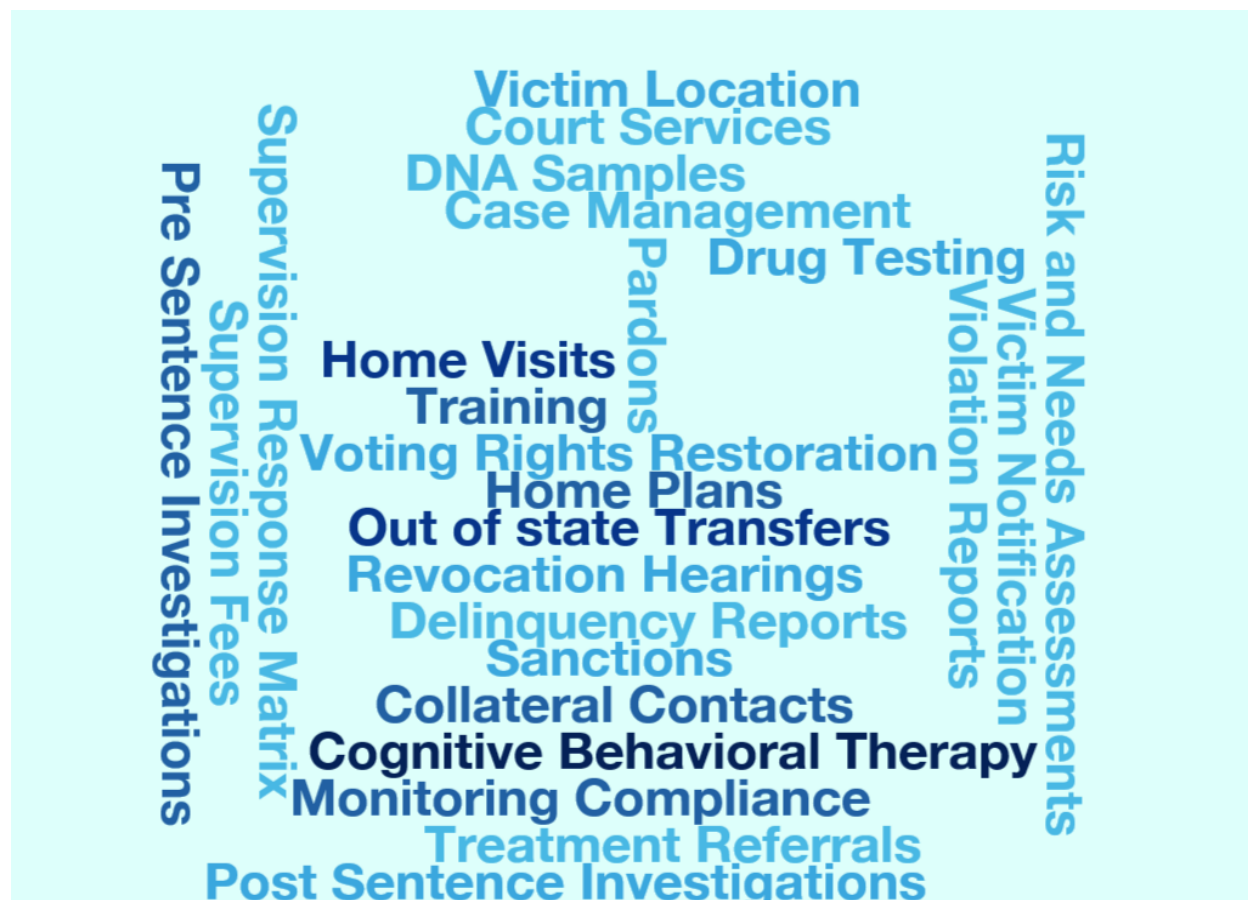 Victim Location
Court Services
DNA Samples
Case Management
Drug Testing
Pardons
Home Visits
Training
Voting Rights Restoration
Home Plans
Out of state Transfers
Revocation Hearings
Delinquency Reports
Sanctions
Collateral Contacts
Cognitive Behavioral Therapy
Monitoring Compliance
Treatment Referrals
Post Sentence Investigations
Pre Sentence Investigations
Supervision Fees
Supervision Response Matrix
Violation Reports
Victim Notification
Risk and Needs Assessments